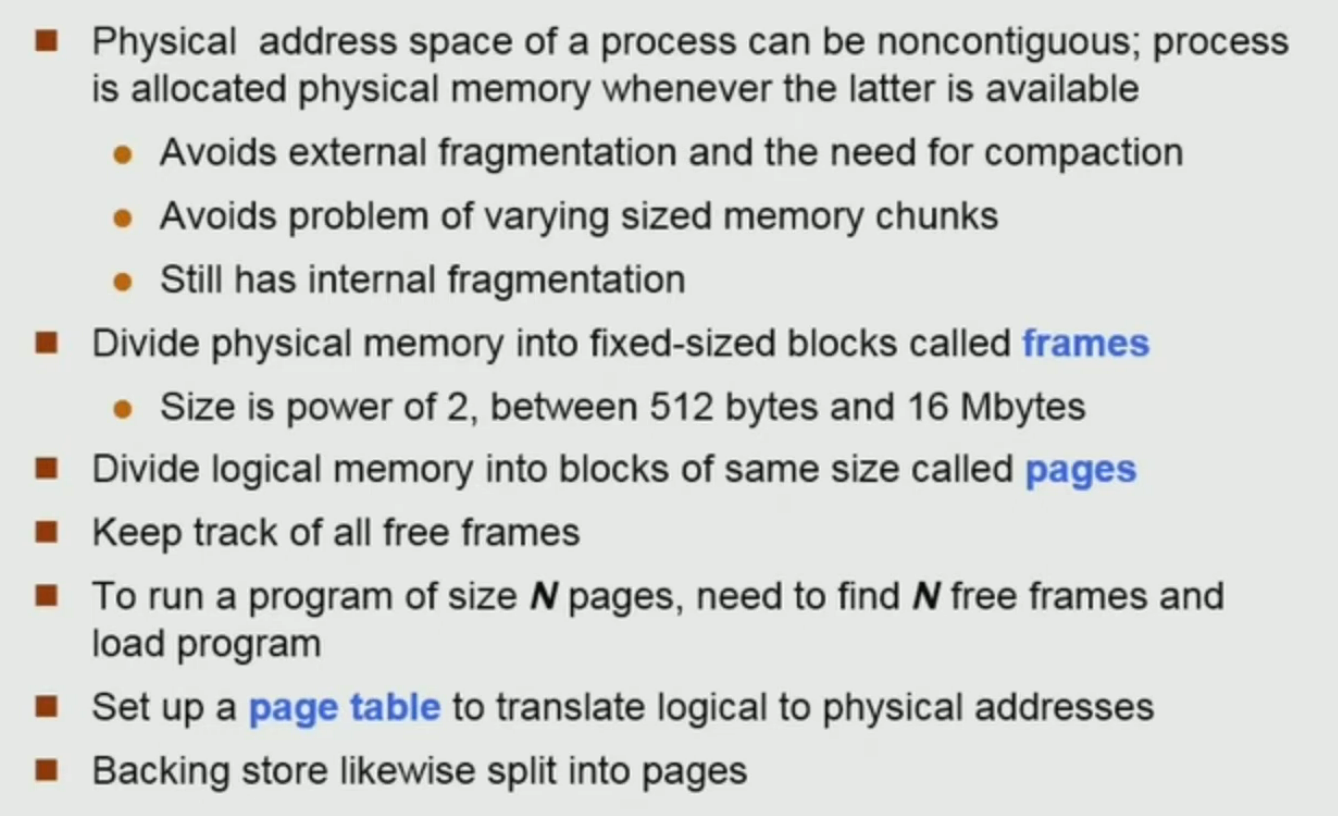 Physical address space of a process can be noncontiguous; process
is allocated physical memory whenever the latter is available
Avoids external fragmentation and the need for compaction
Avoids problem of varying sized memory chunks
Still has internal fragmentation
Divide physical memory into fixed-sized blocks called frames
Size is power of 2, between 512 bytes and 16 Mbytes
Divide logical memory into blocks of same size called pages
Keep track of all free frames
To run a program of size N pages, need to find N free frames and
load program
Set up a page table to translate logical to physical addresses
Backing store likewise split into pages